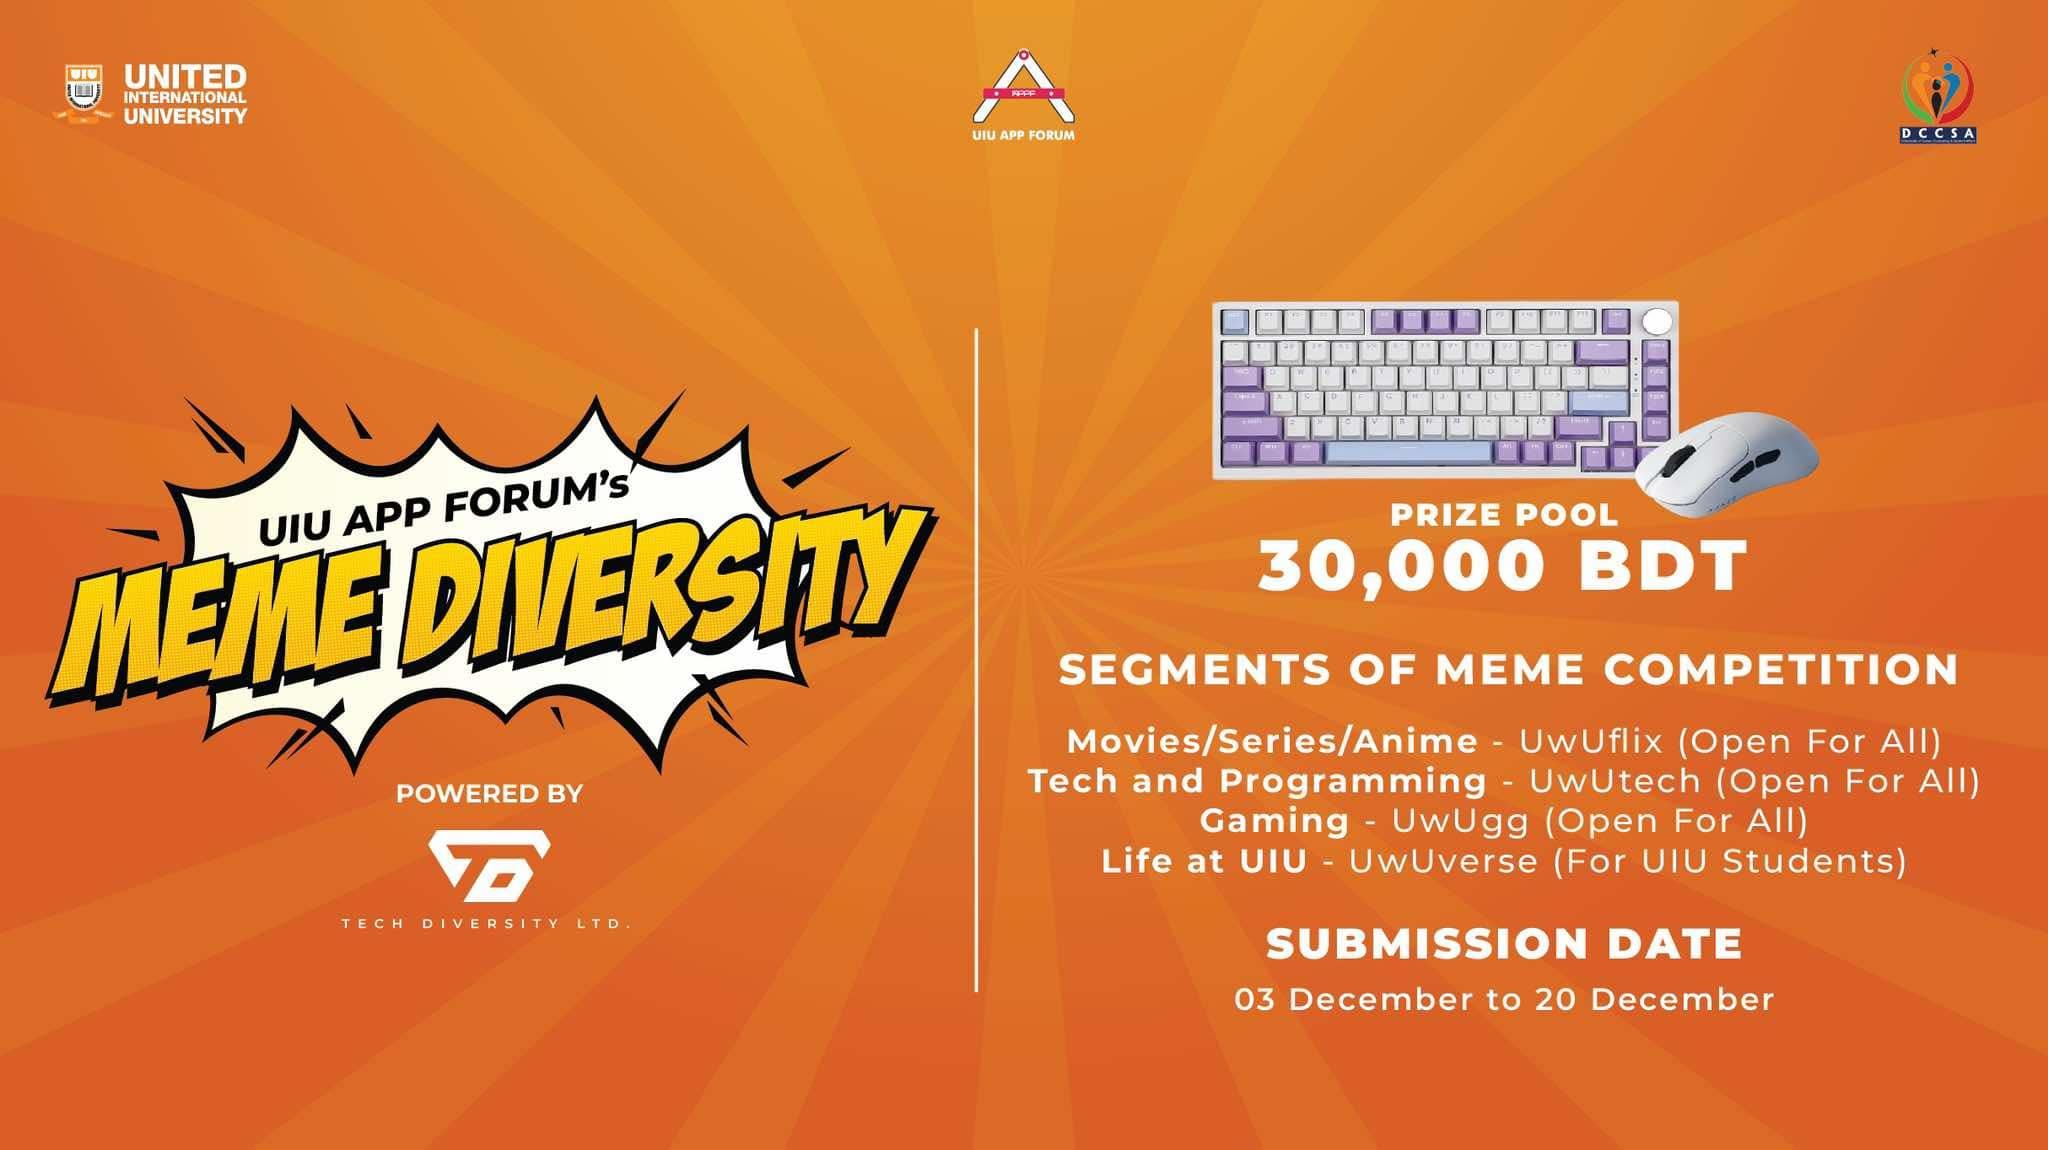 UNITED
INTERNATIONAL
UNIVERSITY
UIU
UIU APP FORUM
DCCSA
UIU APP FORUM's
MEME DIVERSITY
POWERED BY
TECH DIVERSITY LTD.
PRIZE POOL
30,000 BDT
SEGMENTS OF MEME COMPETITION
Movies/Series/Anime - UwUflix (Open For All)
Tech and Programming - UwUtech (Open For All)
Gaming - UwUgg (Open For All)
Life at UIU - UwUverse (For UIU Students)
SUBMISSION DATE
03 December to 20 December